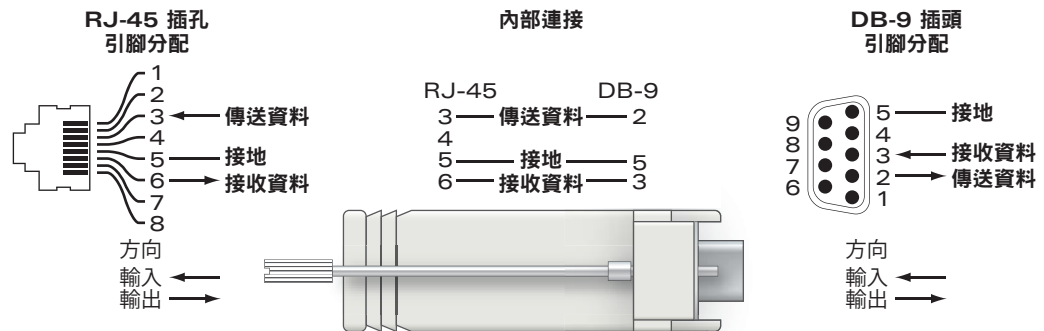 RJ-45 插孔
引腳分配
1
2
3 傳送資料
4
5 接地
6 接收資料
7
8
方向
輸入
輸出
內部連接
RJ-45 DB-9
3 傳送資料 2
4
5 接地 5
6 接收資料 3
DB-9 插頭
引腳分配
5 接地
9
4
8
3 接收資料
7
2 傳送資料
6
1
方向
輸入
輸出